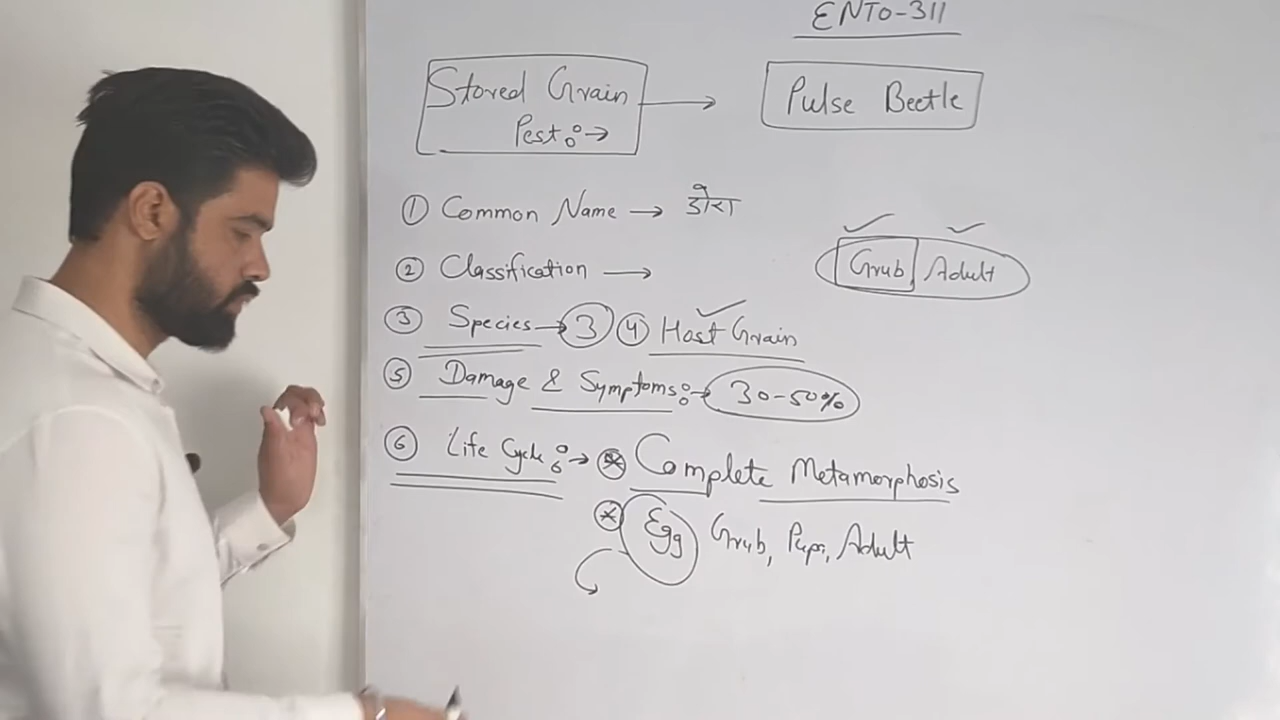 ENTO-311
Stored Grain Pest :→ → Pulse Beetle
① Common Name → ढोरा
② Classification →
Grub Adult
③ Species → 3 ④ Host Grain
⑤ Damage & Symptoms :→ 30-50%
⑥ Life Cycle :→ Complete Metamorphosis
Egg Grub, Pupa, Adult